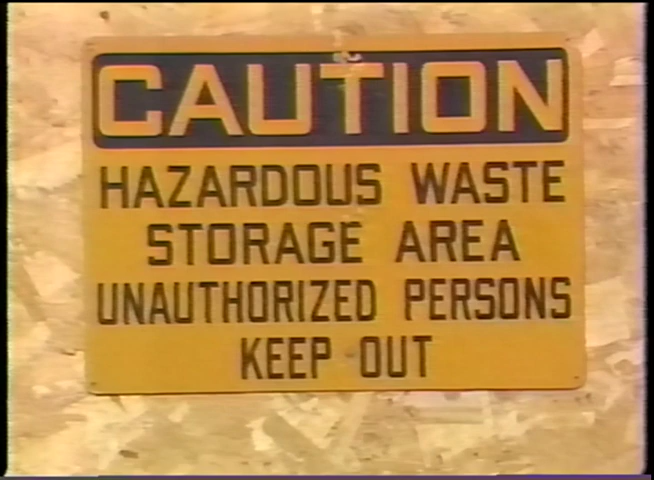 CAUTION
HAZARDOUS WASTE
STORAGE AREA
UNAUTHORIZED PERSONS
KEEP OUT